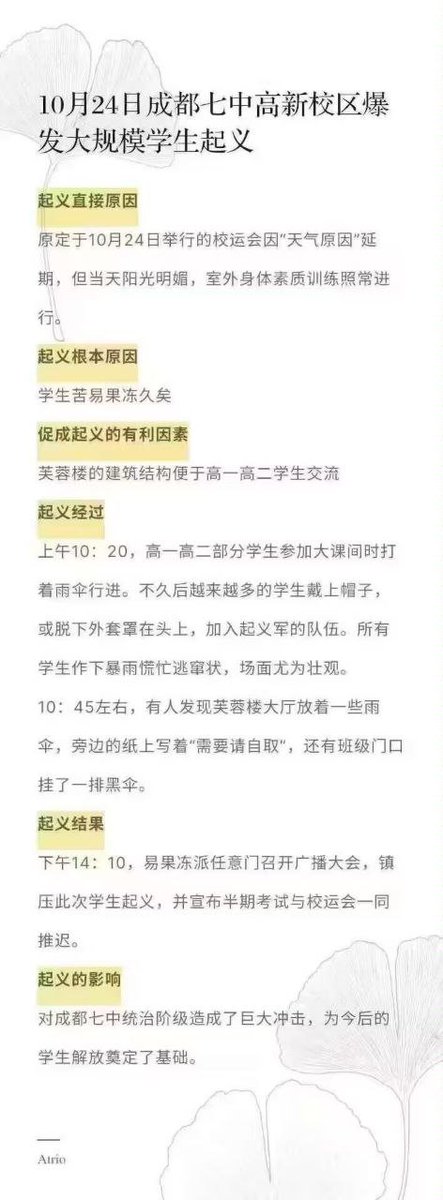 10月24日成都七中高新校区爆
发大规模学生起义
起义直接原因
原定于10月24日举行的校运会因“天气原因”延
期，但当天阳光明媚，室外身体素质训练照常进
行。
起义根本原因
学生苦易果冻久矣
促成起义的有利因素
芙蓉楼的建筑结构便于高一高二学生交流
起义经过
上午10：20，高一高二部分学生参加大课间时打
着雨伞行进。不久后越来越多的学生戴上帽子，
或脱下外套罩在头上，加入起义军的队伍。所有
学生作下暴雨慌忙逃窜状，场面尤为壮观。
10：45左右，有人发现芙蓉楼大厅放着一些雨
伞，旁边的纸上写着“需要请自取”，还有班级门口
挂了一排黑伞。
起义结果
下午14：10，易果冻派任意门召开广播大会，镇
压此次学生起义，并宣布半期考试与校运会一同
推迟。
起义的影响
对成都七中统治阶级造成了巨大冲击，为今后的
学生解放奠定了基础。
Atrio